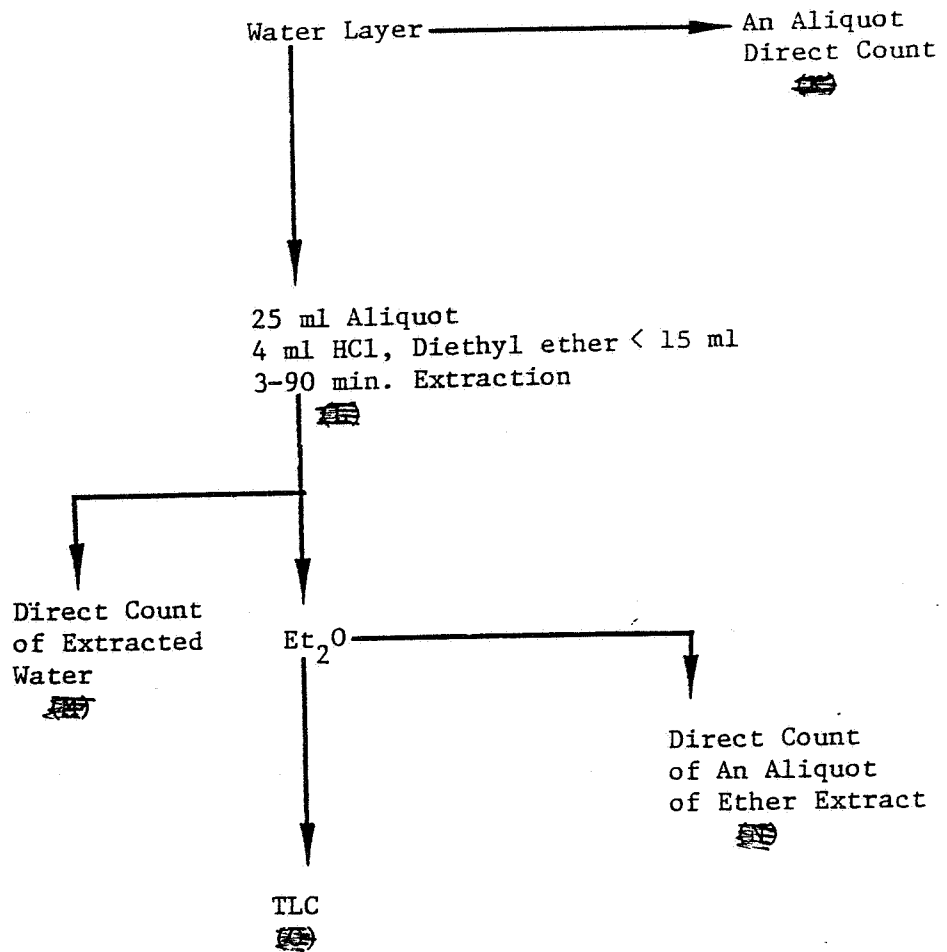 Water Layer
An Aliquot
Direct Count
25 ml Aliquot
4 ml HCl, Diethyl ether < 15 ml
3-90 min. Extraction
Direct Count
of Extracted
Water
Et2O
Direct Count
of An Aliquot
of Ether Extract
TLC